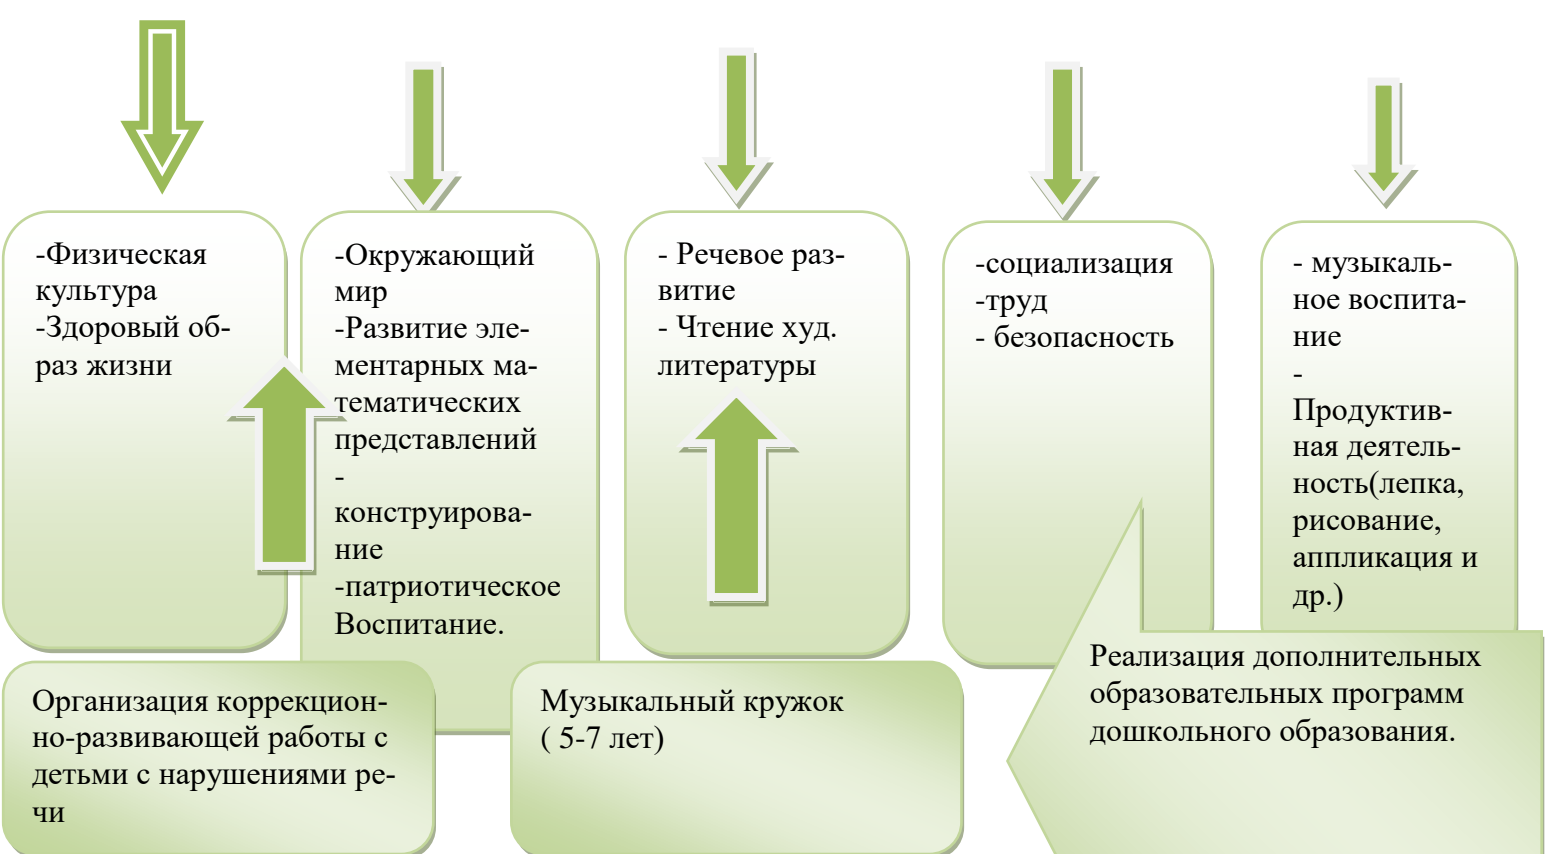 -Физическая
культура
-Здоровый об-
раз жизни
-Окружающий
мир
-Развитие эле-
ментарных ма-
тематических
представлений
-
конструирова-
ние
-патриотическое
Воспитание.
- Речевое раз-
витие
- Чтение худ.
литературы
-социализация
-труд
- безопасность
- музыкаль-
ное воспита-
ние
-
Продуктив-
ная деятель-
ность(лепка,
рисование,
аппликация и
др.)
Организация коррекцион-
но-развивающей работы с
детьми с нарушениями ре-
чи
Музыкальный кружок
( 5-7 лет)
Реализация дополнительных
образовательных программ
дошкольного образования.